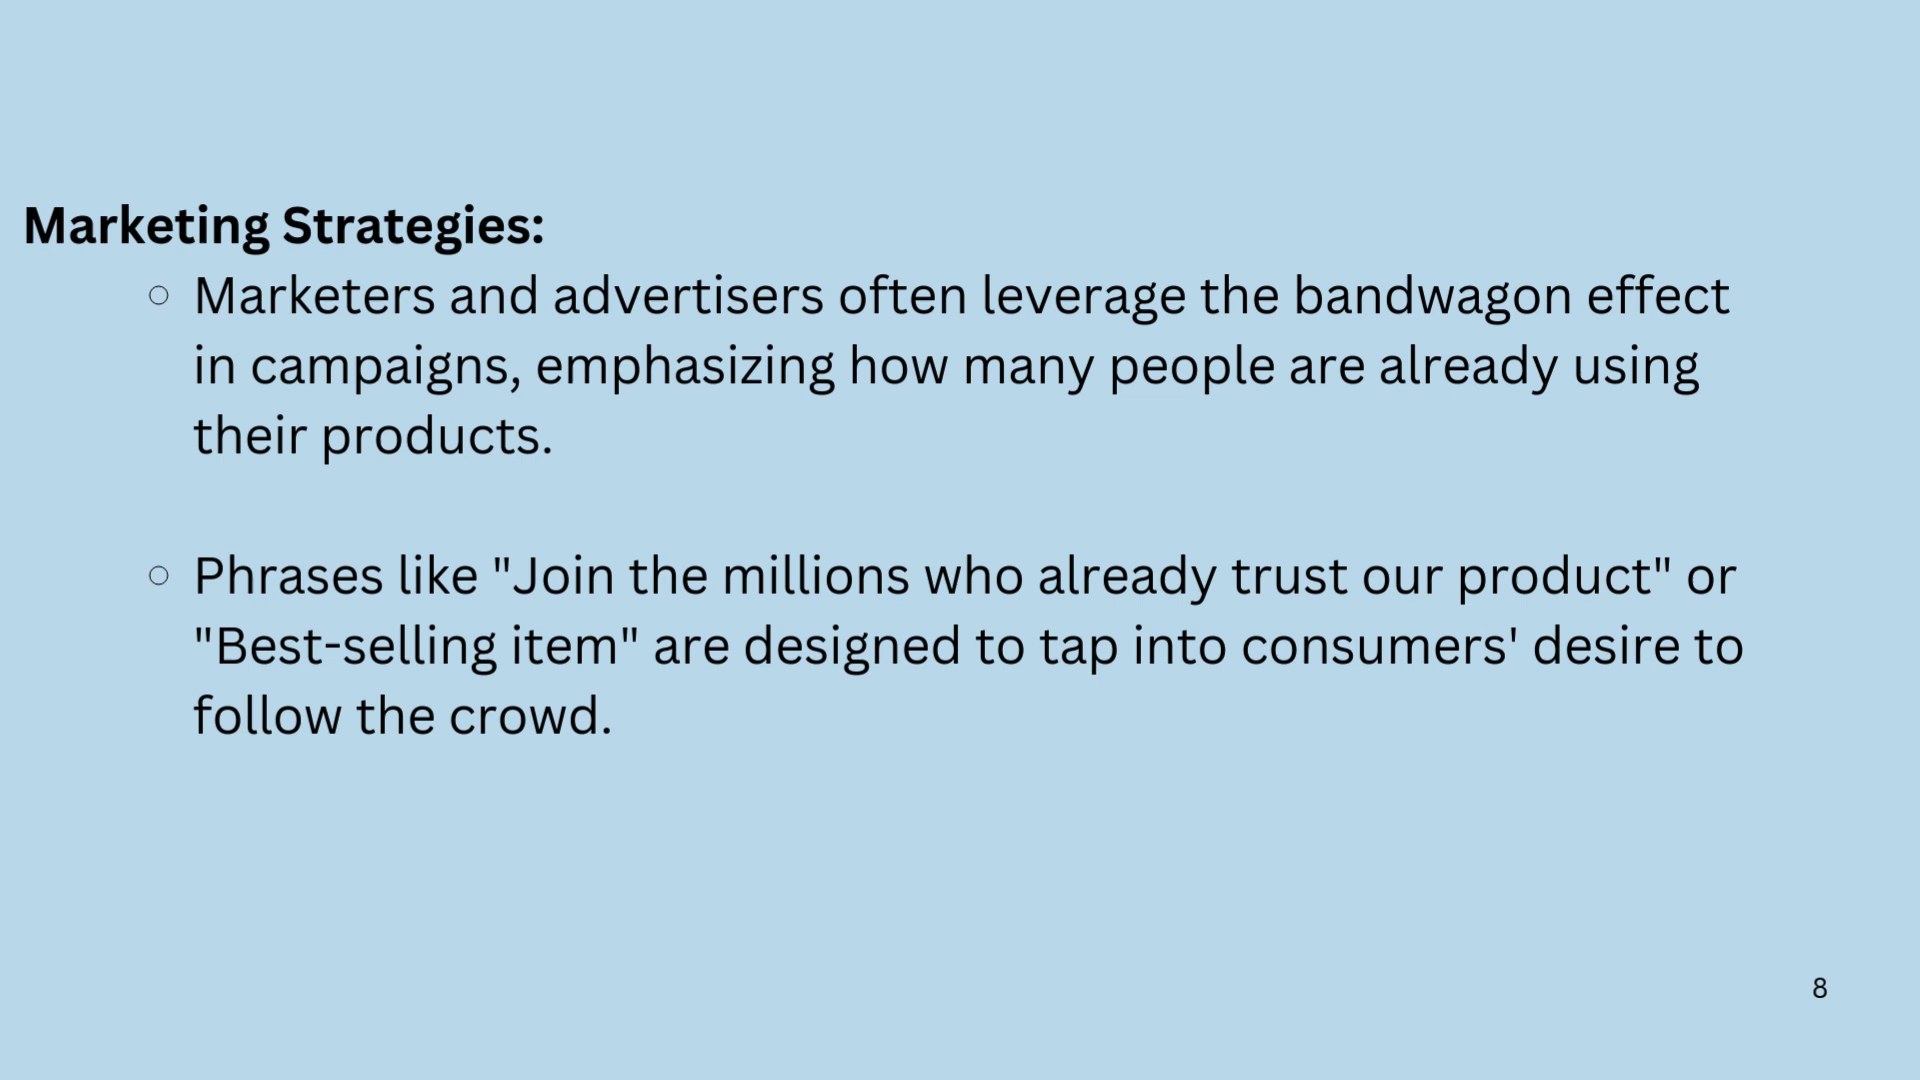 Marketing Strategies:
○ Marketers and advertisers often leverage the bandwagon effect
in campaigns, emphasizing how many people are already using
their products.
○ Phrases like "Join the millions who already trust our product" or
"Best-selling item" are designed to tap into consumers' desire to
follow the crowd.
8